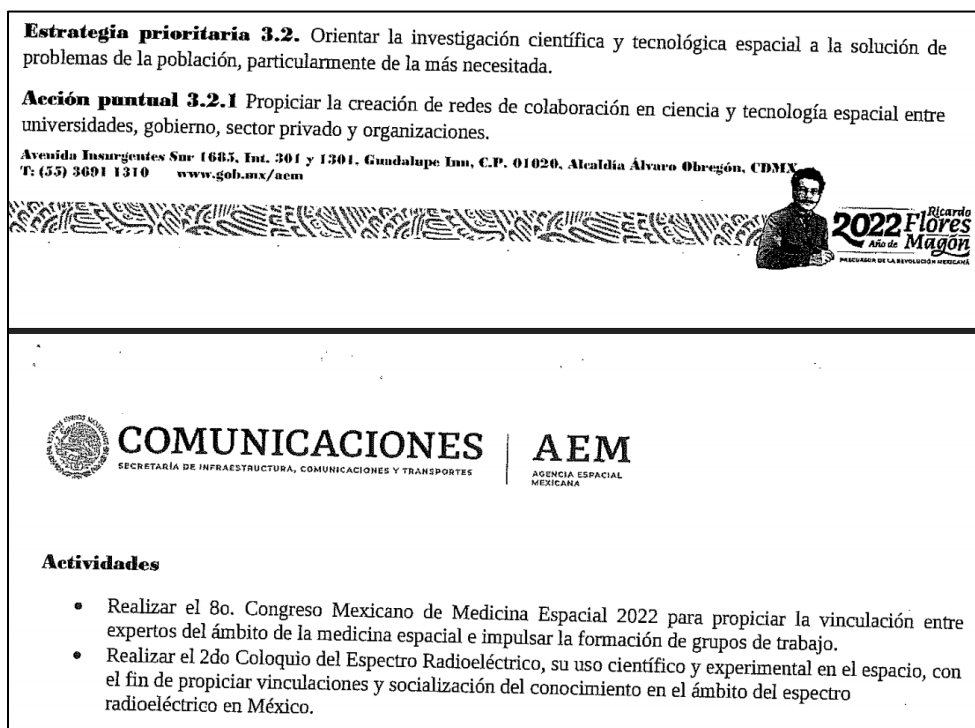 Estrategia prioritaria 3.2. Orientar la investigación científica y tecnológica espacial a la solución de
problemas de la población, particularmente de la más necesitada.
Acción puntual 3.2.1 Propiciar la creación de redes de colaboración en ciencia y tecnología espacial entre
universidades, gobierno, sector privado y organizaciones.
Avenida Insurgentes Sur 1685, Int. 301 y 1301, Guadalupe Inn, C.P. 01020, Alcaldía Álvaro Obregón, CDMX
T: (55) 3691 1310 www.gob.mx/aem
2022 Ricardo
Flores
Año de Magón
PRECURSOR DE LA REVOLUCIÓN MEXICANA
ESTADOS UNIDOS MEXICANOS
COMUNICACIONES
SECRETARÍA DE INFRAESTRUCTURA, COMUNICACIONES Y TRANSPORTES
AEM
AGENCIA ESPACIAL
MEXICANA
Actividades
• Realizar el 8o. Congreso Mexicano de Medicina Espacial 2022 para propiciar la vinculación entre
expertos del ámbito de la medicina espacial e impulsar la formación de grupos de trabajo.
• Realizar el 2do Coloquio del Espectro Radioeléctrico, su uso científico y experimental en el espacio, con
el fin de propiciar vinculaciones y socialización del conocimiento en el ámbito del espectro
radioeléctrico en México.